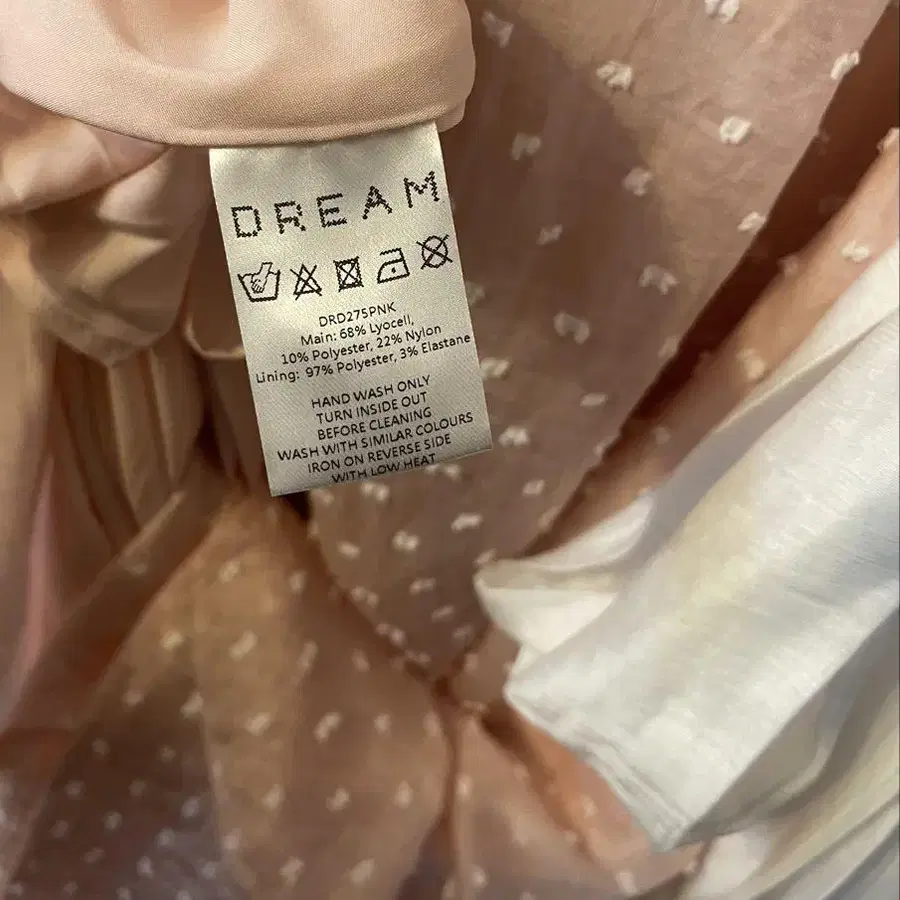 DREAM
DRD275PNK
Main: 68% Lyocell,
10% Polyester, 22% Nylon
Lining: 97% Polyester, 3% Elastane
HAND WASH ONLY
TURN INSIDE OUT
BEFORE CLEANING
WASH WITH SIMILAR COLOURS
IRON ON REVERSE SIDE
WITH LOW HEAT